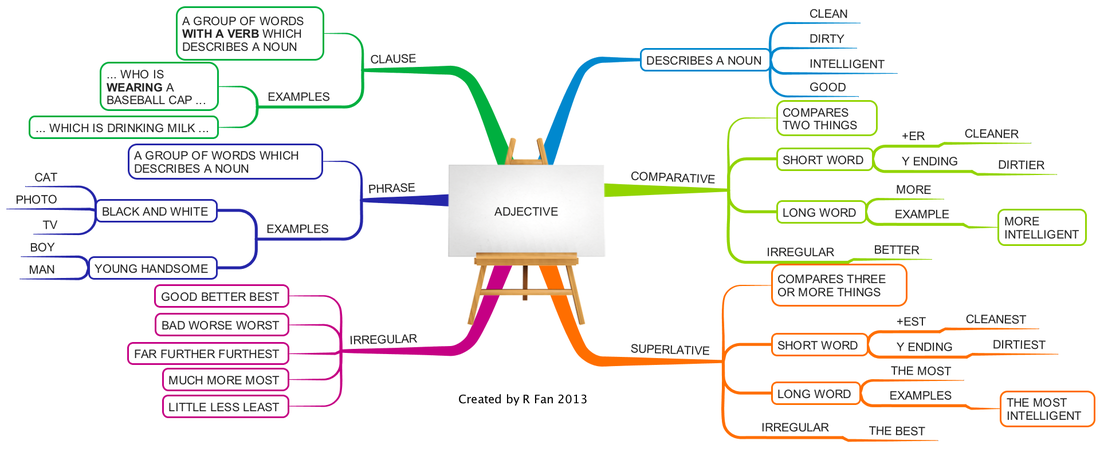 ADJECTIVE
DESCRIBES A NOUN
CLEAN
DIRTY
INTELLIGENT
GOOD
COMPARATIVE
COMPARES
TWO THINGS
SHORT WORD
+ER
CLEANER
Y ENDING
DIRTIER
LONG WORD
MORE
EXAMPLE
MORE
INTELLIGENT
IRREGULAR
BETTER
SUPERLATIVE
COMPARES THREE
OR MORE THINGS
SHORT WORD
+EST
CLEANEST
Y ENDING
DIRTIEST
LONG WORD
THE MOST
EXAMPLES
THE MOST
INTELLIGENT
IRREGULAR
THE BEST
CLAUSE
A GROUP OF WORDS
WITH A VERB WHICH
DESCRIBES A NOUN
EXAMPLES
... WHO IS
WEARING A
BASEBALL CAP ...
... WHICH IS DRINKING MILK ...
PHRASE
A GROUP OF WORDS WHICH
DESCRIBES A NOUN
EXAMPLES
BLACK AND WHITE
CAT
PHOTO
TV
YOUNG HANDSOME
BOY
MAN
IRREGULAR
GOOD BETTER BEST
BAD WORSE WORST
FAR FURTHER FURTHEST
MUCH MORE MOST
LITTLE LESS LEAST
Created by R Fan 2013